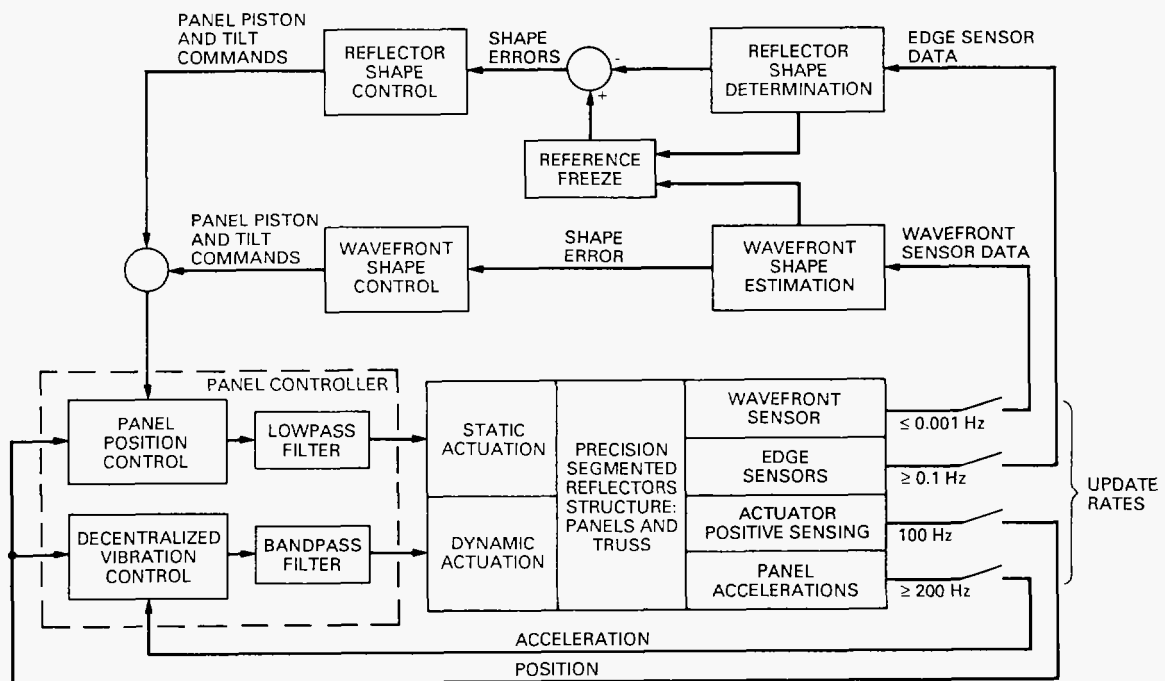 PANEL PISTON
AND TILT
COMMANDS
REFLECTOR
SHAPE
CONTROL
SHAPE
ERRORS
-
+
REFLECTOR
SHAPE
DETERMINATION
EDGE SENSOR
DATA
REFERENCE
FREEZE
PANEL PISTON
AND TILT
COMMANDS
WAVEFRONT
SHAPE
CONTROL
SHAPE
ERROR
WAVEFRONT
SHAPE
ESTIMATION
WAVEFRONT
SENSOR DATA
PANEL CONTROLLER
PANEL
POSITION
CONTROL
LOWPASS
FILTER
DECENTRALIZED
VIBRATION
CONTROL
BANDPASS
FILTER
STATIC
ACTUATION
DYNAMIC
ACTUATION
PRECISION
SEGMENTED
REFLECTORS
STRUCTURE:
PANELS AND
TRUSS
WAVEFRONT
SENSOR
EDGE
SENSORS
ACTUATOR
POSITIVE SENSING
PANEL
ACCELERATIONS
≤ 0.001 Hz
≥ 0.1 Hz
100 Hz
≥ 200 Hz
UPDATE
RATES
ACCELERATION
POSITION